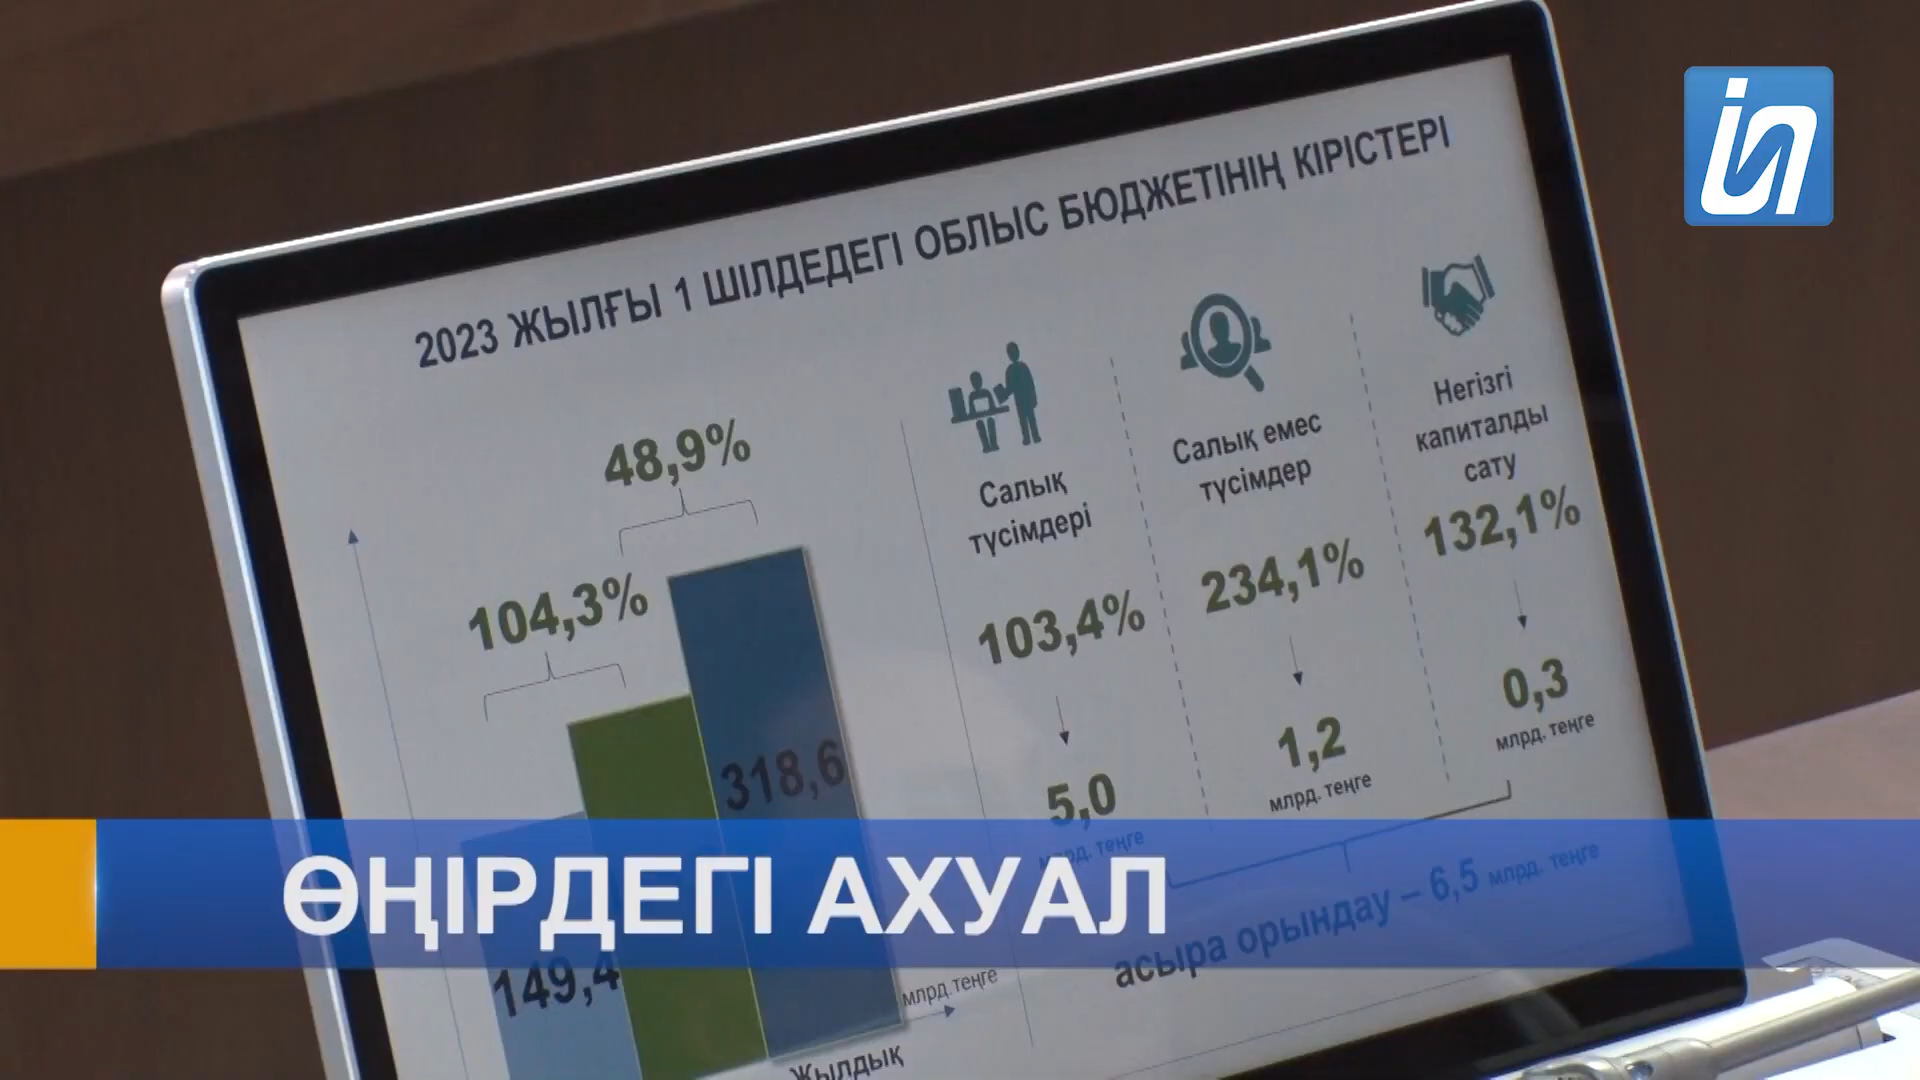 2023 ЖЫЛҒЫ 1 ШІЛДЕДЕГІ ОБЛЫС БЮДЖЕТІНІҢ КІРІСТЕРІ
48,9%
104,3%
318,6
149,4
млрд.теңге
Жылдық
Салық
түсімдері
103,4%
5,0
млрд. теңге
Салық емес
түсімдер
234,1%
1,2
млрд. теңге
Негізгі
капиталды
сату
132,1%
0,3
млрд. теңге
асыра орындау – 6,5 млрд. теңге
ӨҢІРДЕГІ АХУАЛ